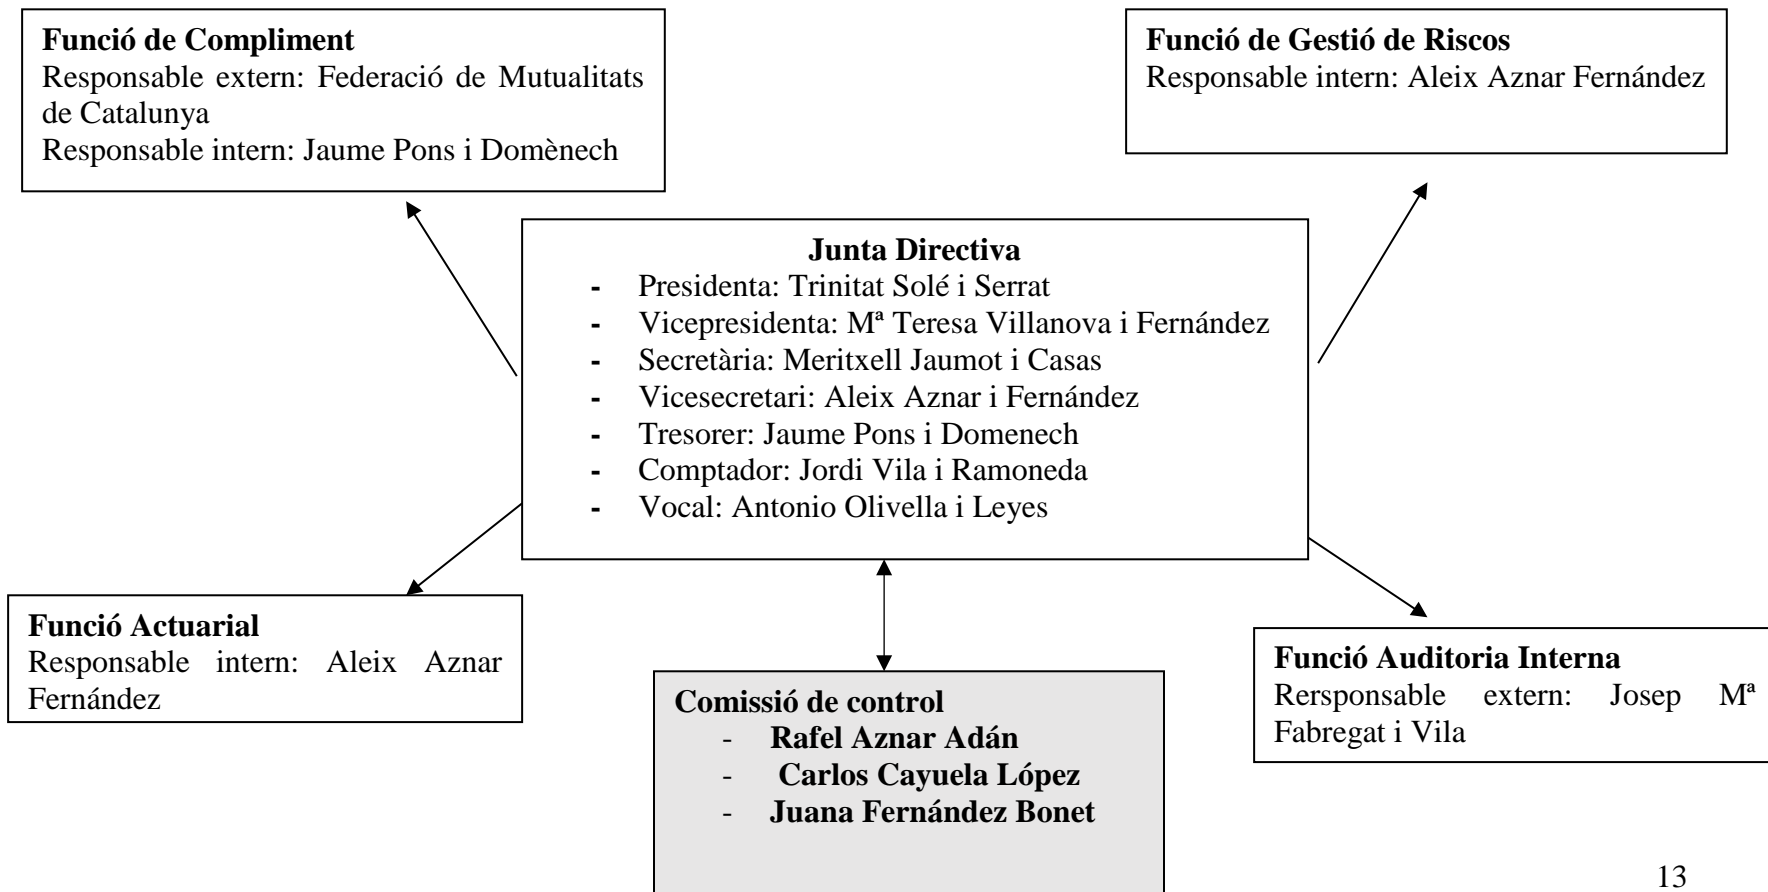 Funció de Compliment
Responsable extern: Federació de Mutualitats
de Catalunya
Responsable intern: Jaume Pons i Domènech
Funció de Gestió de Riscos
Responsable intern: Aleix Aznar Fernández
Junta Directiva
- Presidenta: Trinitat Solé i Serrat
- Vicepresidenta: Mª Teresa Villanova i Fernández
- Secretària: Meritxell Jaumot i Casas
- Vicesecretari: Aleix Aznar i Fernández
- Tresorer: Jaume Pons i Domenech
- Comptador: Jordi Vila i Ramoneda
- Vocal: Antonio Olivella i Leyes
Funció Actuarial
Responsable intern: Aleix Aznar
Fernández
Comissió de control
- Rafel Aznar Adán
- Carlos Cayuela López
- Juana Fernández Bonet
Funció Auditoria Interna
Rersponsable extern: Josep Mª
Fabregat i Vila
13